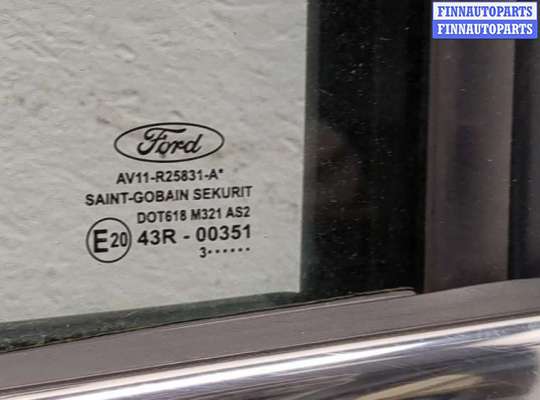 FINNAUTOPARTS
FINNAUTOPARTS
Ford
AV11-R25831-A*
SAINT-GOBAIN SEKURIT
DOT618 M321 AS2
E20 43R - 00351
3······